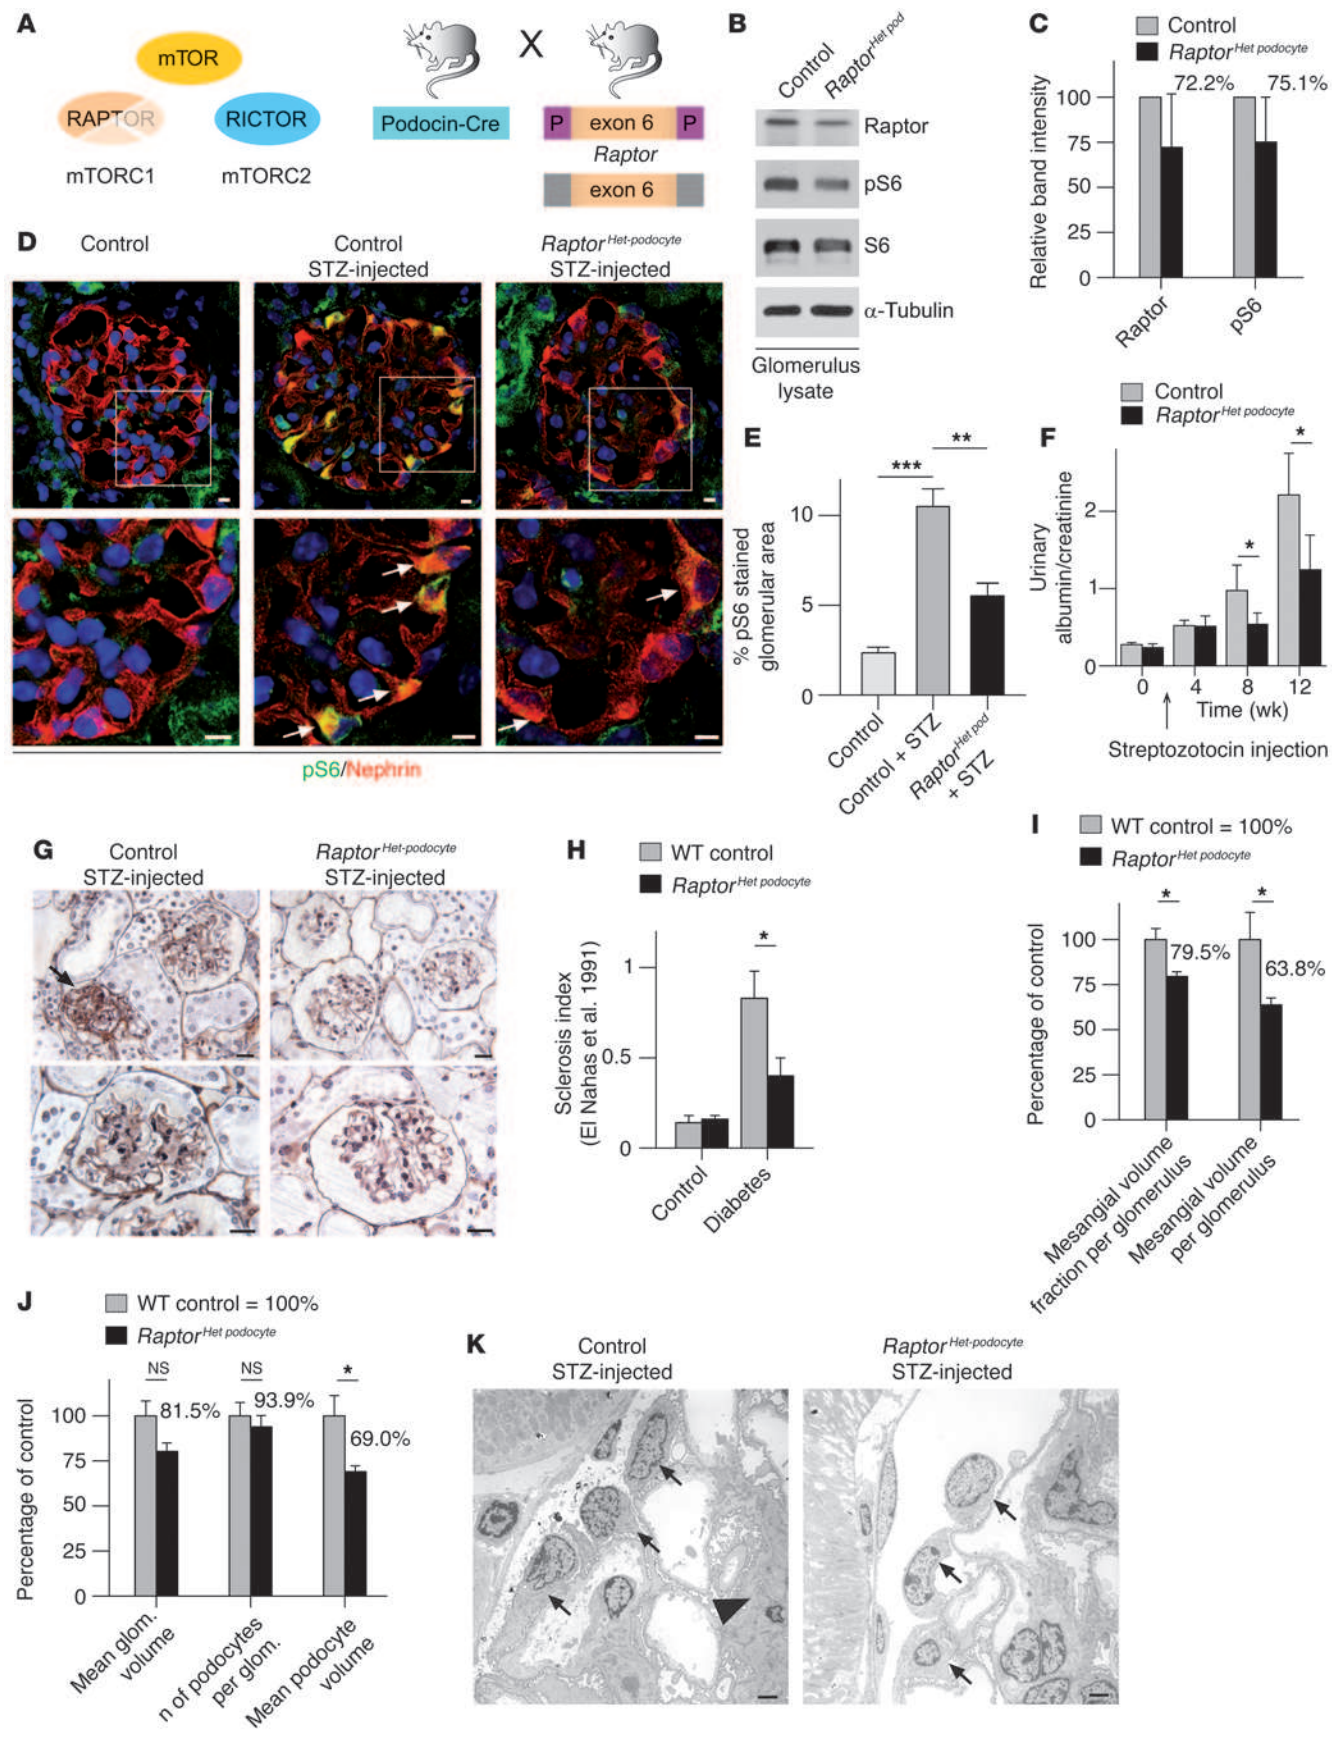 A
mTOR
RAPTOR
RICTOR
mTORC1
mTORC2
X
Podocin-Cre
P
exon 6
P
Raptor
exon 6
B
Control
Raptor Het pod
Raptor
pS6
S6
α-Tubulin
Glomerulus
lysate
C
Control
Raptor Het podocyte
Relative band intensity
100
75
50
25
0
72.2%
75.1%
Raptor
pS6
D
Control
Control
STZ-injected
Raptor Het-podocyte
STZ-injected
pS6/Nephrin
E
% pS6 stained
glomerular area
10
5
0
***
**
Control
Control + STZ
Raptor Het pod
+ STZ
F
Control
Raptor Het podocyte
Urinary
albumin/creatinine
2
1
0
*
*
0
4
8
12
Time (wk)
Streptozotocin injection
G
Control
STZ-injected
Raptor Het-podocyte
STZ-injected
H
WT control
Raptor Het podocyte
Sclerosis index
(El Nahas et al. 1991)
1
0.5
0
*
Control
Diabetes
I
WT control = 100%
Raptor Het podocyte
Percentage of control
100
75
50
25
0
*
*
79.5%
63.8%
Mesangial volume
fraction per glomerulus
Mesangial volume
per glomerulus
J
WT control = 100%
Raptor Het podocyte
Percentage of control
100
75
50
25
0
NS
NS
*
81.5%
93.9%
69.0%
Mean glom.
volume
n of podocytes
per glom.
Mean podocyte
volume
K
Control
STZ-injected
Raptor Het-podocyte
STZ-injected